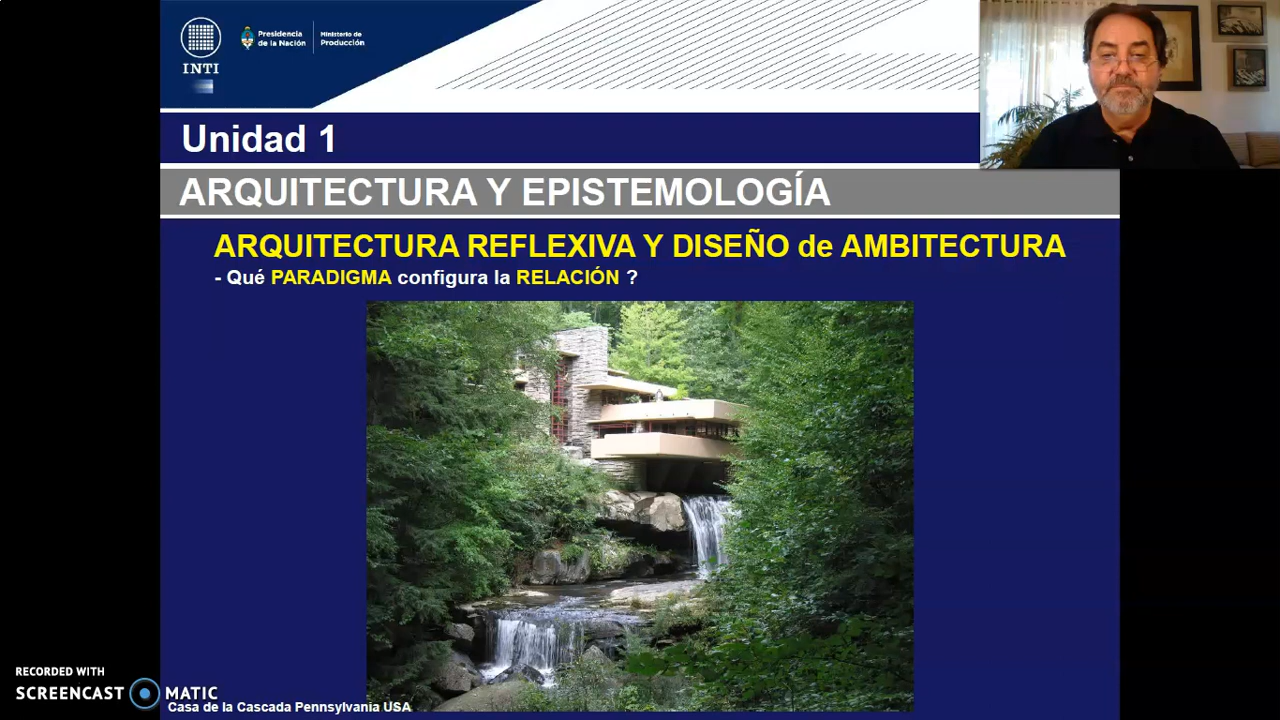 INTI
Presidencia
de la Nación
Ministerio de
Producción
Unidad 1
ARQUITECTURA Y EPISTEMOLOGÍA
ARQUITECTURA REFLEXIVA Y DISEÑO de AMBITECTURA
- Qué PARADIGMA configura la RELACIÓN ?
RECORDED WITH
SCREENCAST MATIC
Casa de la Cascada Pennsylvania USA